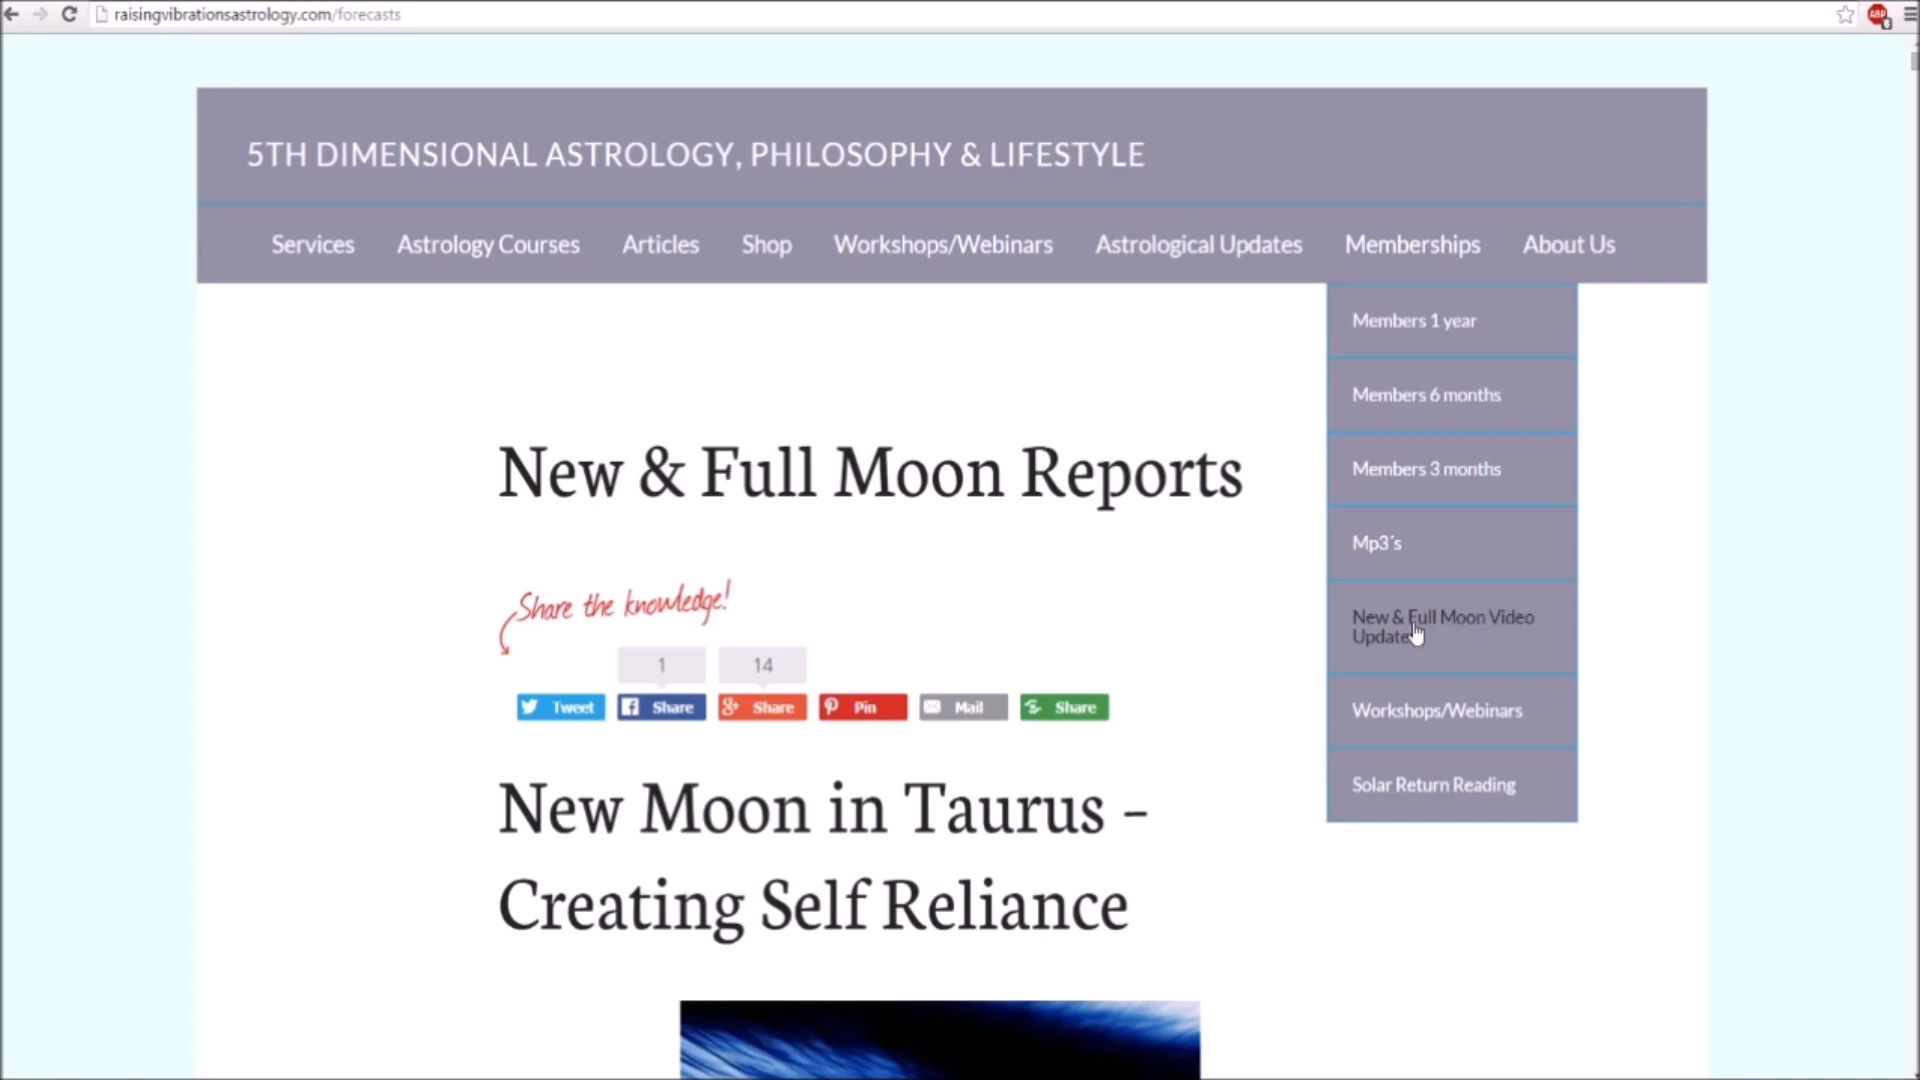 raisingvibrationsastrology.com/forecasts
ABP
5TH DIMENSIONAL ASTROLOGY, PHILOSOPHY & LIFESTYLE
Services Astrology Courses Articles Shop Workshops/Webinars Astrological Updates Memberships About Us
Members 1 year
Members 6 months
Members 3 months
Mp3´s
New & Full Moon Video
Update
Workshops/Webinars
Solar Return Reading
New & Full Moon Reports
Share the knowledge!
1 14
Tweet Share Share Pin Mail Share
New Moon in Taurus –
Creating Self Reliance